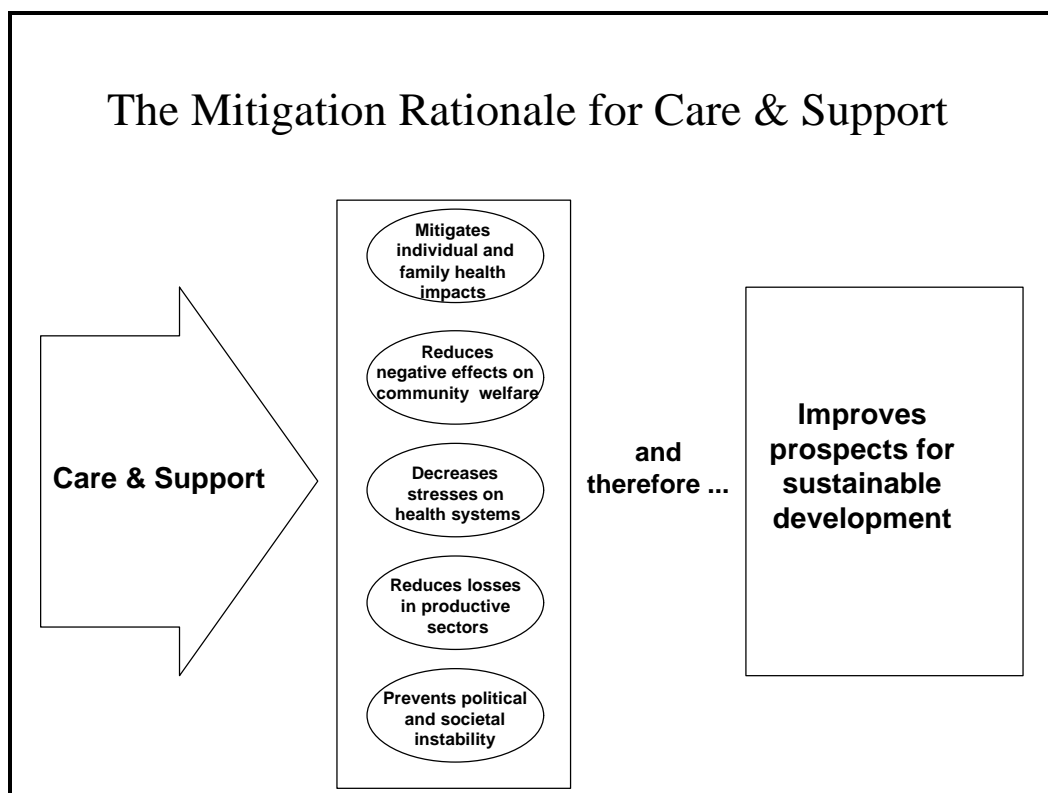 The Mitigation Rationale for Care & Support
Care & Support
Mitigates
individual and
family health
impacts
Reduces
negative effects on
community welfare
Decreases
stresses on
health systems
Reduces losses
in productive
sectors
Prevents political
and societal
instability
and
therefore ...
Improves
prospects for
sustainable
development